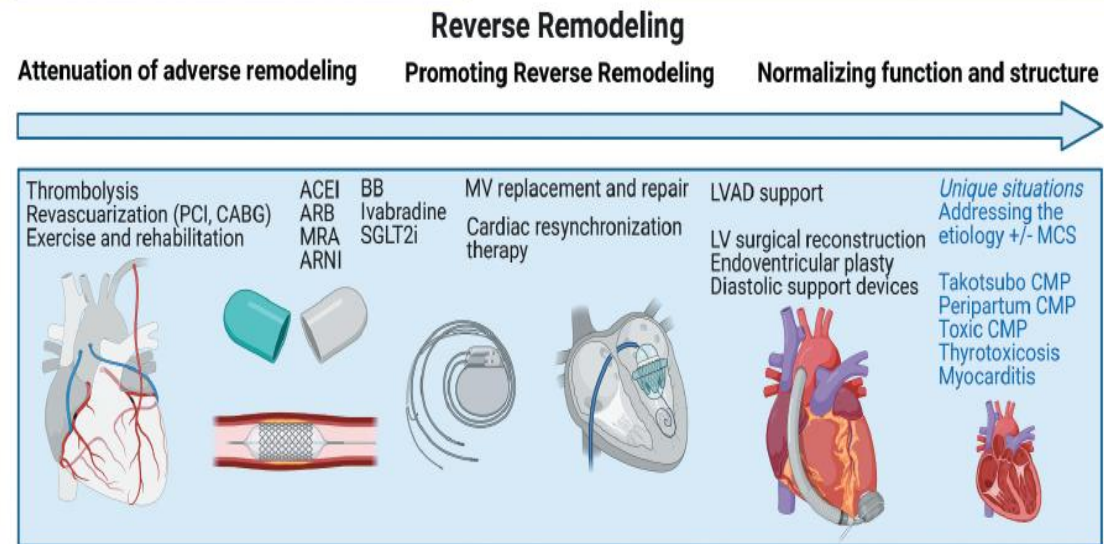 Reverse Remodeling
Attenuation of adverse remodeling
Promoting Reverse Remodeling
Normalizing function and structure
Thrombolysis
Revascuarization (PCI, CABG)
Exercise and rehabilitation
ACEI
ARB
MRA
ARNI
BB
Ivabradine
SGLT2i
MV replacement and repair
Cardiac resynchronization
therapy
LVAD support
LV surgical reconstruction
Endoventricular plasty
Diastolic support devices
Unique situations
Addressing the
etiology +/- MCS
Takotsubo CMP
Peripartum CMP
Toxic CMP
Thyrotoxicosis
Myocarditis